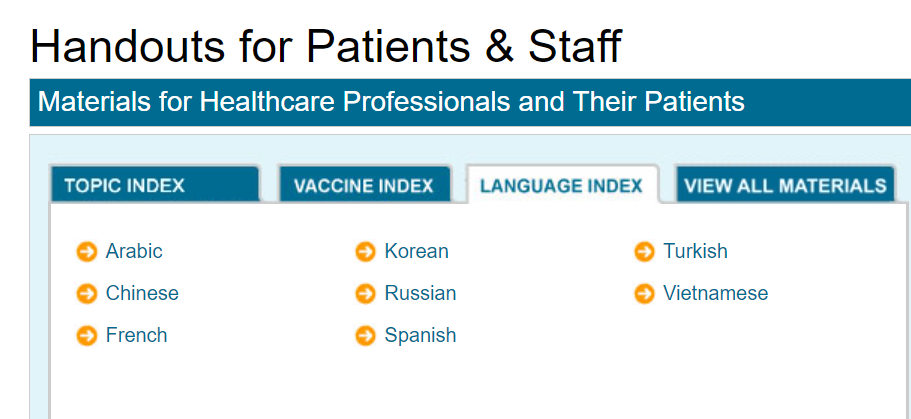 Handouts for Patients & Staff
Materials for Healthcare Professionals and Their Patients
TOPIC INDEX VACCINE INDEX LANGUAGE INDEX VIEW ALL MATERIALS
Arabic Korean Turkish
Chinese Russian Vietnamese
French Spanish